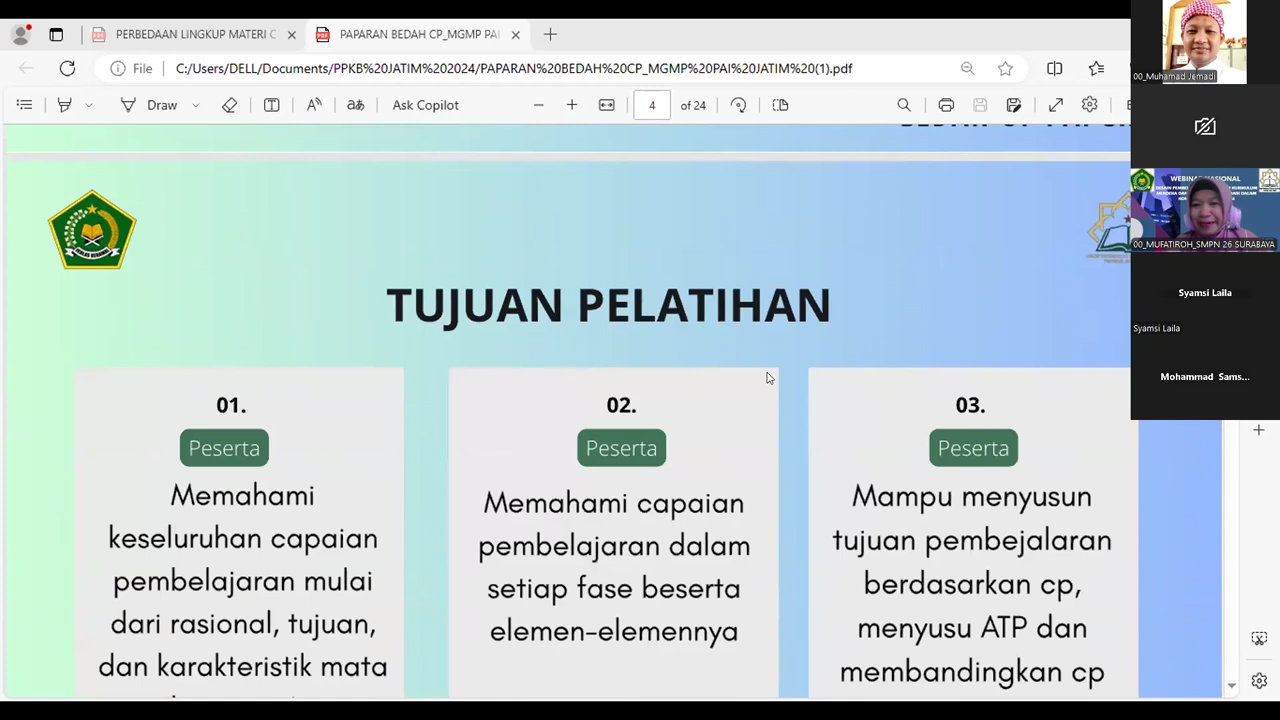 PERBEDAAN LINGKUP MATERI C
PAPARAN BEDAH CP_MGMP PAI
File
C:/Users/DELL/Documents/PPKB%20JATIM%202024/PAPARAN%20BEDAH%20CP_MGMP%20PAI%20JATIM%20(1).pdf
Draw
Ask Copilot
4 of 24
TUJUAN PELATIHAN
01.
Peserta
Memahami
keseluruhan capaian
pembelajaran mulai
dari rasional, tujuan,
dan karakteristik mata
02.
Peserta
Memahami capaian
pembelajaran dalam
setiap fase beserta
elemen-elemennya
03.
Peserta
Mampu menyusun
tujuan pembejalaran
berdasarkan cp,
menyusu ATP dan
membandingkan cp
00_Muhamad Jemadi
WEBINAR NASIONAL
00_MUFATIROH_SMPN 26 SURABAYA
Syamsi Laila
Syamsi Laila
Mohammad Sams...